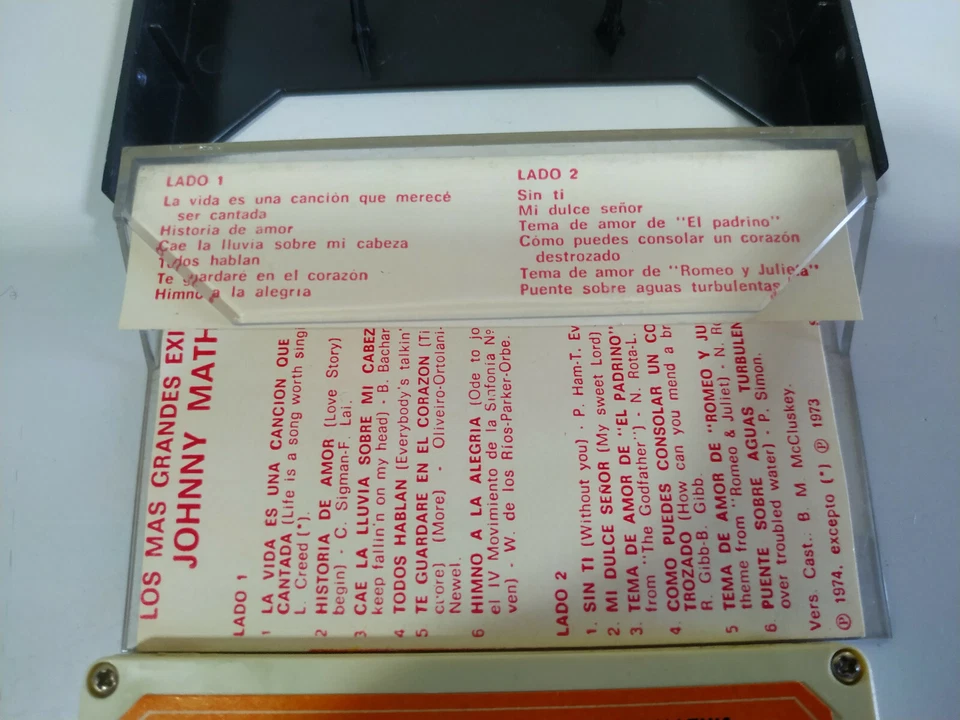 LADO 1
La vida es una canción que merecé
ser cantada
Historia de amor
Cae la lluvia sobre mi cabeza
Todos hablan
Te guardaré en el corazón
Himno a la alegria
LADO 2
Sin ti
Mi dulce señor
Tema de amor de "El padrino"
Cómo puedes consolar un corazón
destrozado
Tema de amor de "Romeo y Julieta"
Puente sobre aguas turbulentas
LOS MAS GRANDES EXI
JOHNNY MATH
LADO 1
1 LA VIDA ES UNA CANCION QUE
CANTADA (Life is a song worth singi
L. Creed (*).
2 HISTORIA DE AMOR (Love Story)
begin) - C. Sigman-F. Lai.
3 CAE LA LLUVIA SOBRE MI CABEZ
keep fallin'n on my head) - B. Bachar
4 TODOS HABLAN (Everybody's talkin'
5 TE GUARDARE EN EL CORAZON (Ti
cuore) (More) - Oliveiro-Ortolani-
Newel.
6 HIMNO A LA ALEGRIA (Ode to jo
el IV Movimiento de la Sinfonia Nº
ven) - W. de los Ríos-Parker-Orbe.
LADO 2
1. SIN TI (Without you) - P. Ham-T. Ev
2. MI DULCE SEÑOR (My sweet Lord)
3. TEMA DE AMOR DE "EL PADRINO"
from "The Godfather") - N. Rota-L.
4. COMO PUEDES CONSOLAR UN CO
TROZADO (How can you mend a br
R. Gibb-B. Gibb.
5 TEMA DE AMOR DE "ROMEO Y JU
theme from "Romeo & Juliet) - N. Ro
6. PUENTE SOBRE AGUAS TURBULEN
over troubled water) - P. Simon.
Vers. Cast.. B. M. McCluskey.
Ⓟ 1974, excepto (*) Ⓟ 1973